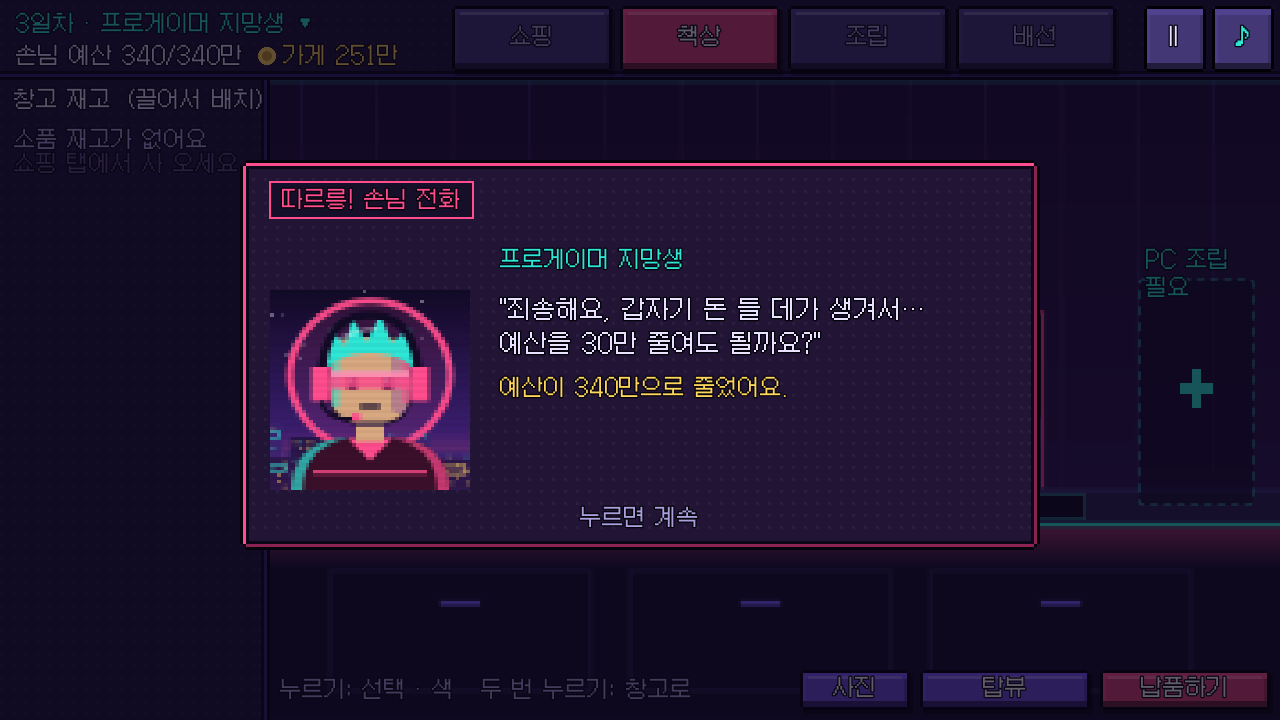 3일차 · 프로게이머 지망생 ▼
손님 예산 340/340만 가게 251만
쇼핑
책상
조립
배선
창고 재고 (끌어서 배치)
소품 재고가 없어요
쇼핑 탭에서 사 오세요
따르릉! 손님 전화
프로게이머 지망생
"죄송해요, 갑자기 돈 들 데가 생겨서…
예산을 30만 줄여도 될까요?"
예산이 340만으로 줄었어요.
누르면 계속
PC 조립
필요
누르기: 선택 · 색 두 번 누르기: 창고로
사진
탑뷰
납품하기